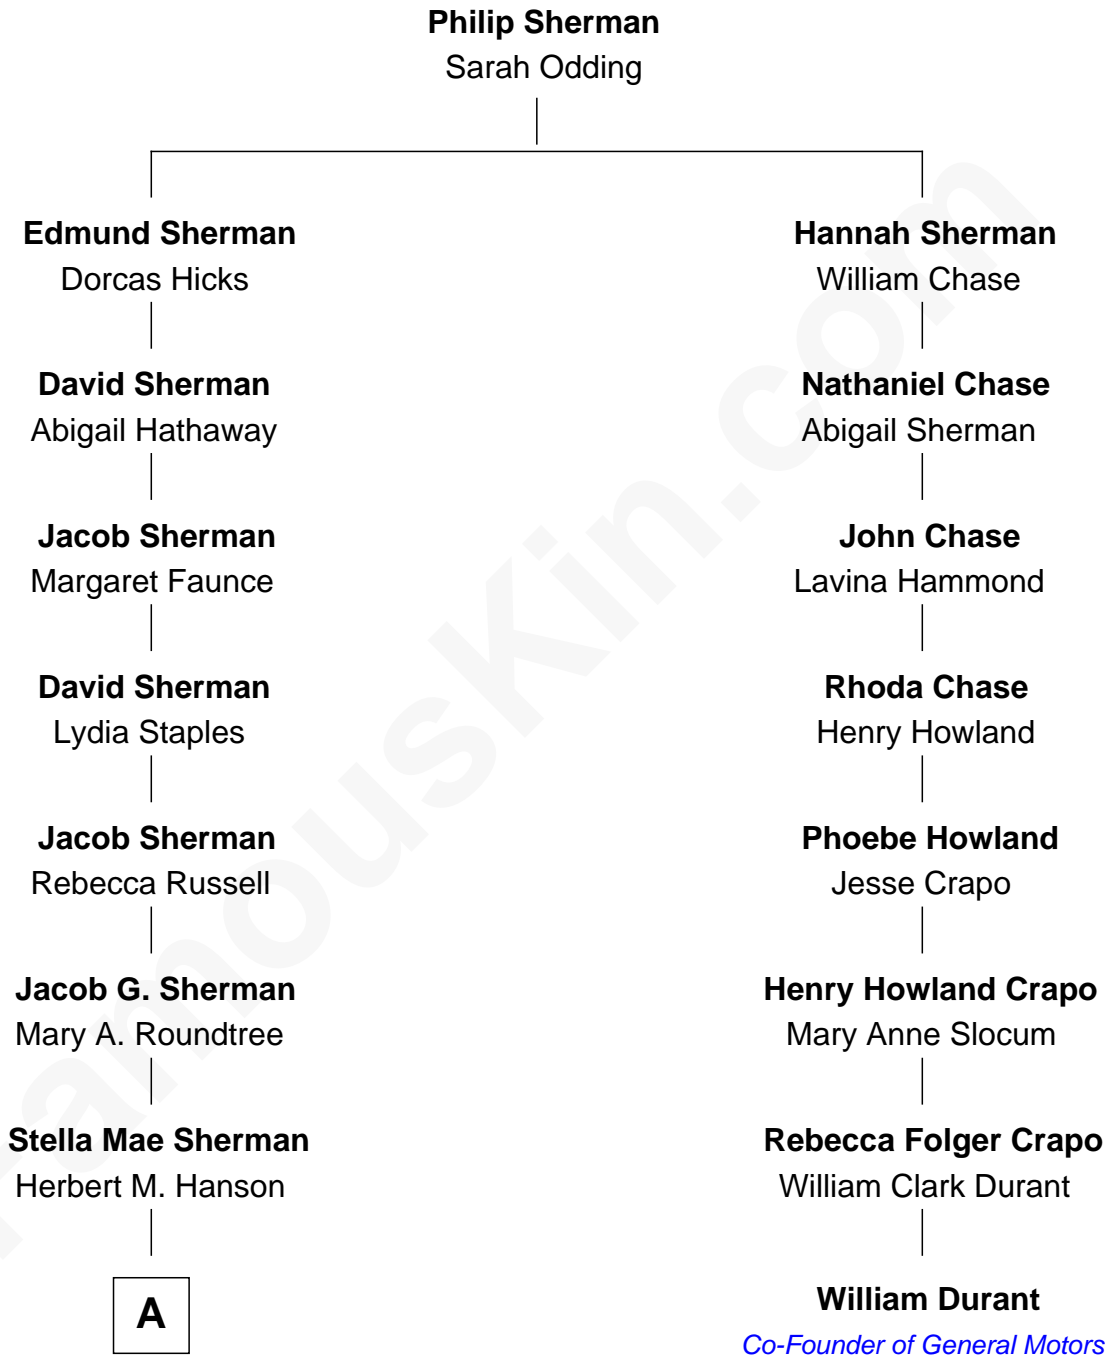 Philip Sherman
Sarah Odding
Edmund Sherman
Dorcas Hicks
Hannah Sherman
William Chase
David Sherman
Abigail Hathaway
Nathaniel Chase
Abigail Sherman
Jacob Sherman
Margaret Faunce
John Chase
Lavina Hammond
David Sherman
Lydia Staples
Rhoda Chase
Henry Howland
Jacob Sherman
Rebecca Russell
Phoebe Howland
Jesse Crapo
Jacob G. Sherman
Mary A. Roundtree
Henry Howland Crapo
Mary Anne Slocum
Stella Mae Sherman
Herbert M. Hanson
Rebecca Folger Crapo
William Clark Durant
A
William Durant
Co-Founder of General Motors
FamousKin.com